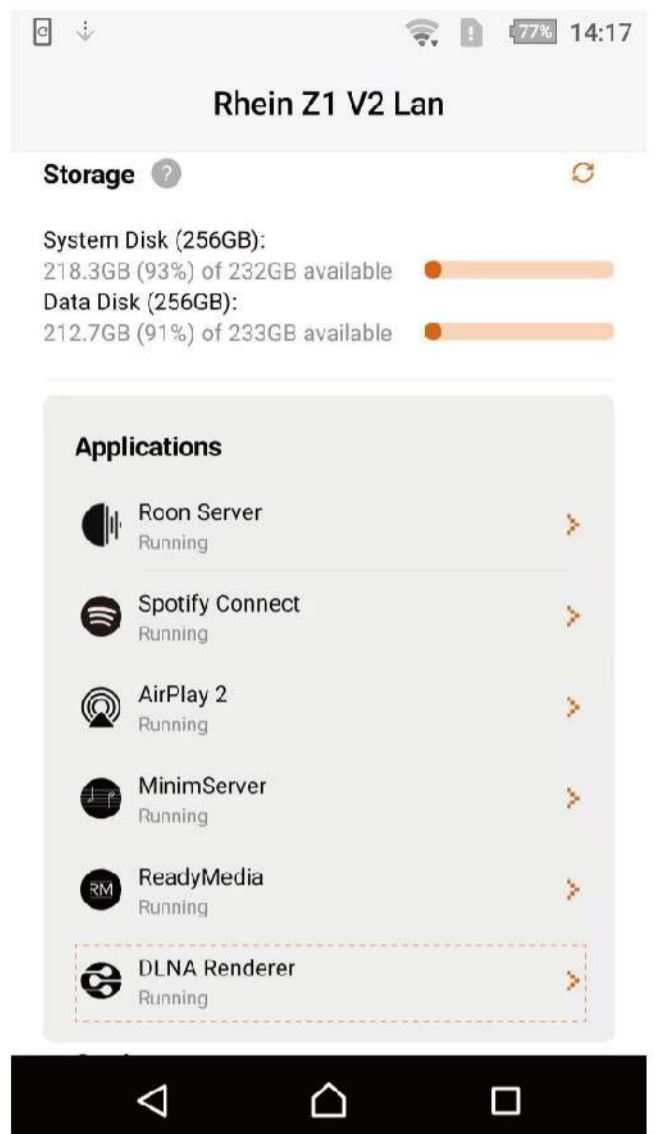 77% 14:17
Rhein Z1 V2 Lan
Storage ?
System Disk (256GB):
218.3GB (93%) of 232GB available
Data Disk (256GB):
212.7GB (91%) of 233GB available
Applications
Roon Server
Running
Spotify Connect
Running
AirPlay 2
Running
MinimServer
Running
ReadyMedia
Running
RM
DLNA Renderer
Running